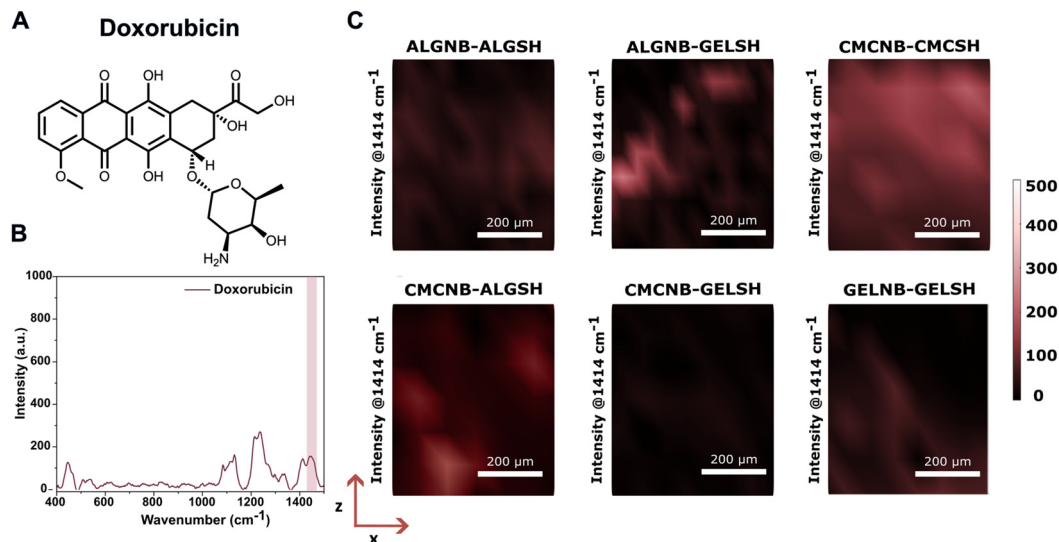 A
Doxorubicin
O
OH
O
OH
OH
O
O
OH
H
O
O
OH
H₂N
B
1000
800
600
400
200
0
Intensity (a.u.)
Doxorubicin
400
600
800
1000
1200
1400
Wavenumber (cm⁻¹)
C
ALGNB-ALGSH
Intensity @1414 cm⁻¹
200 µm
ALGNB-GELSH
Intensity @1414 cm⁻¹
200 µm
CMCNB-CMCSH
Intensity @1414 cm⁻¹
200 µm
CMCNB-ALGSH
Intensity @1414 cm⁻¹
200 µm
CMCNB-GELSH
Intensity @1414 cm⁻¹
200 µm
GELNB-GELSH
Intensity @1414 cm⁻¹
200 µm
500
400
300
200
100
0
z
x